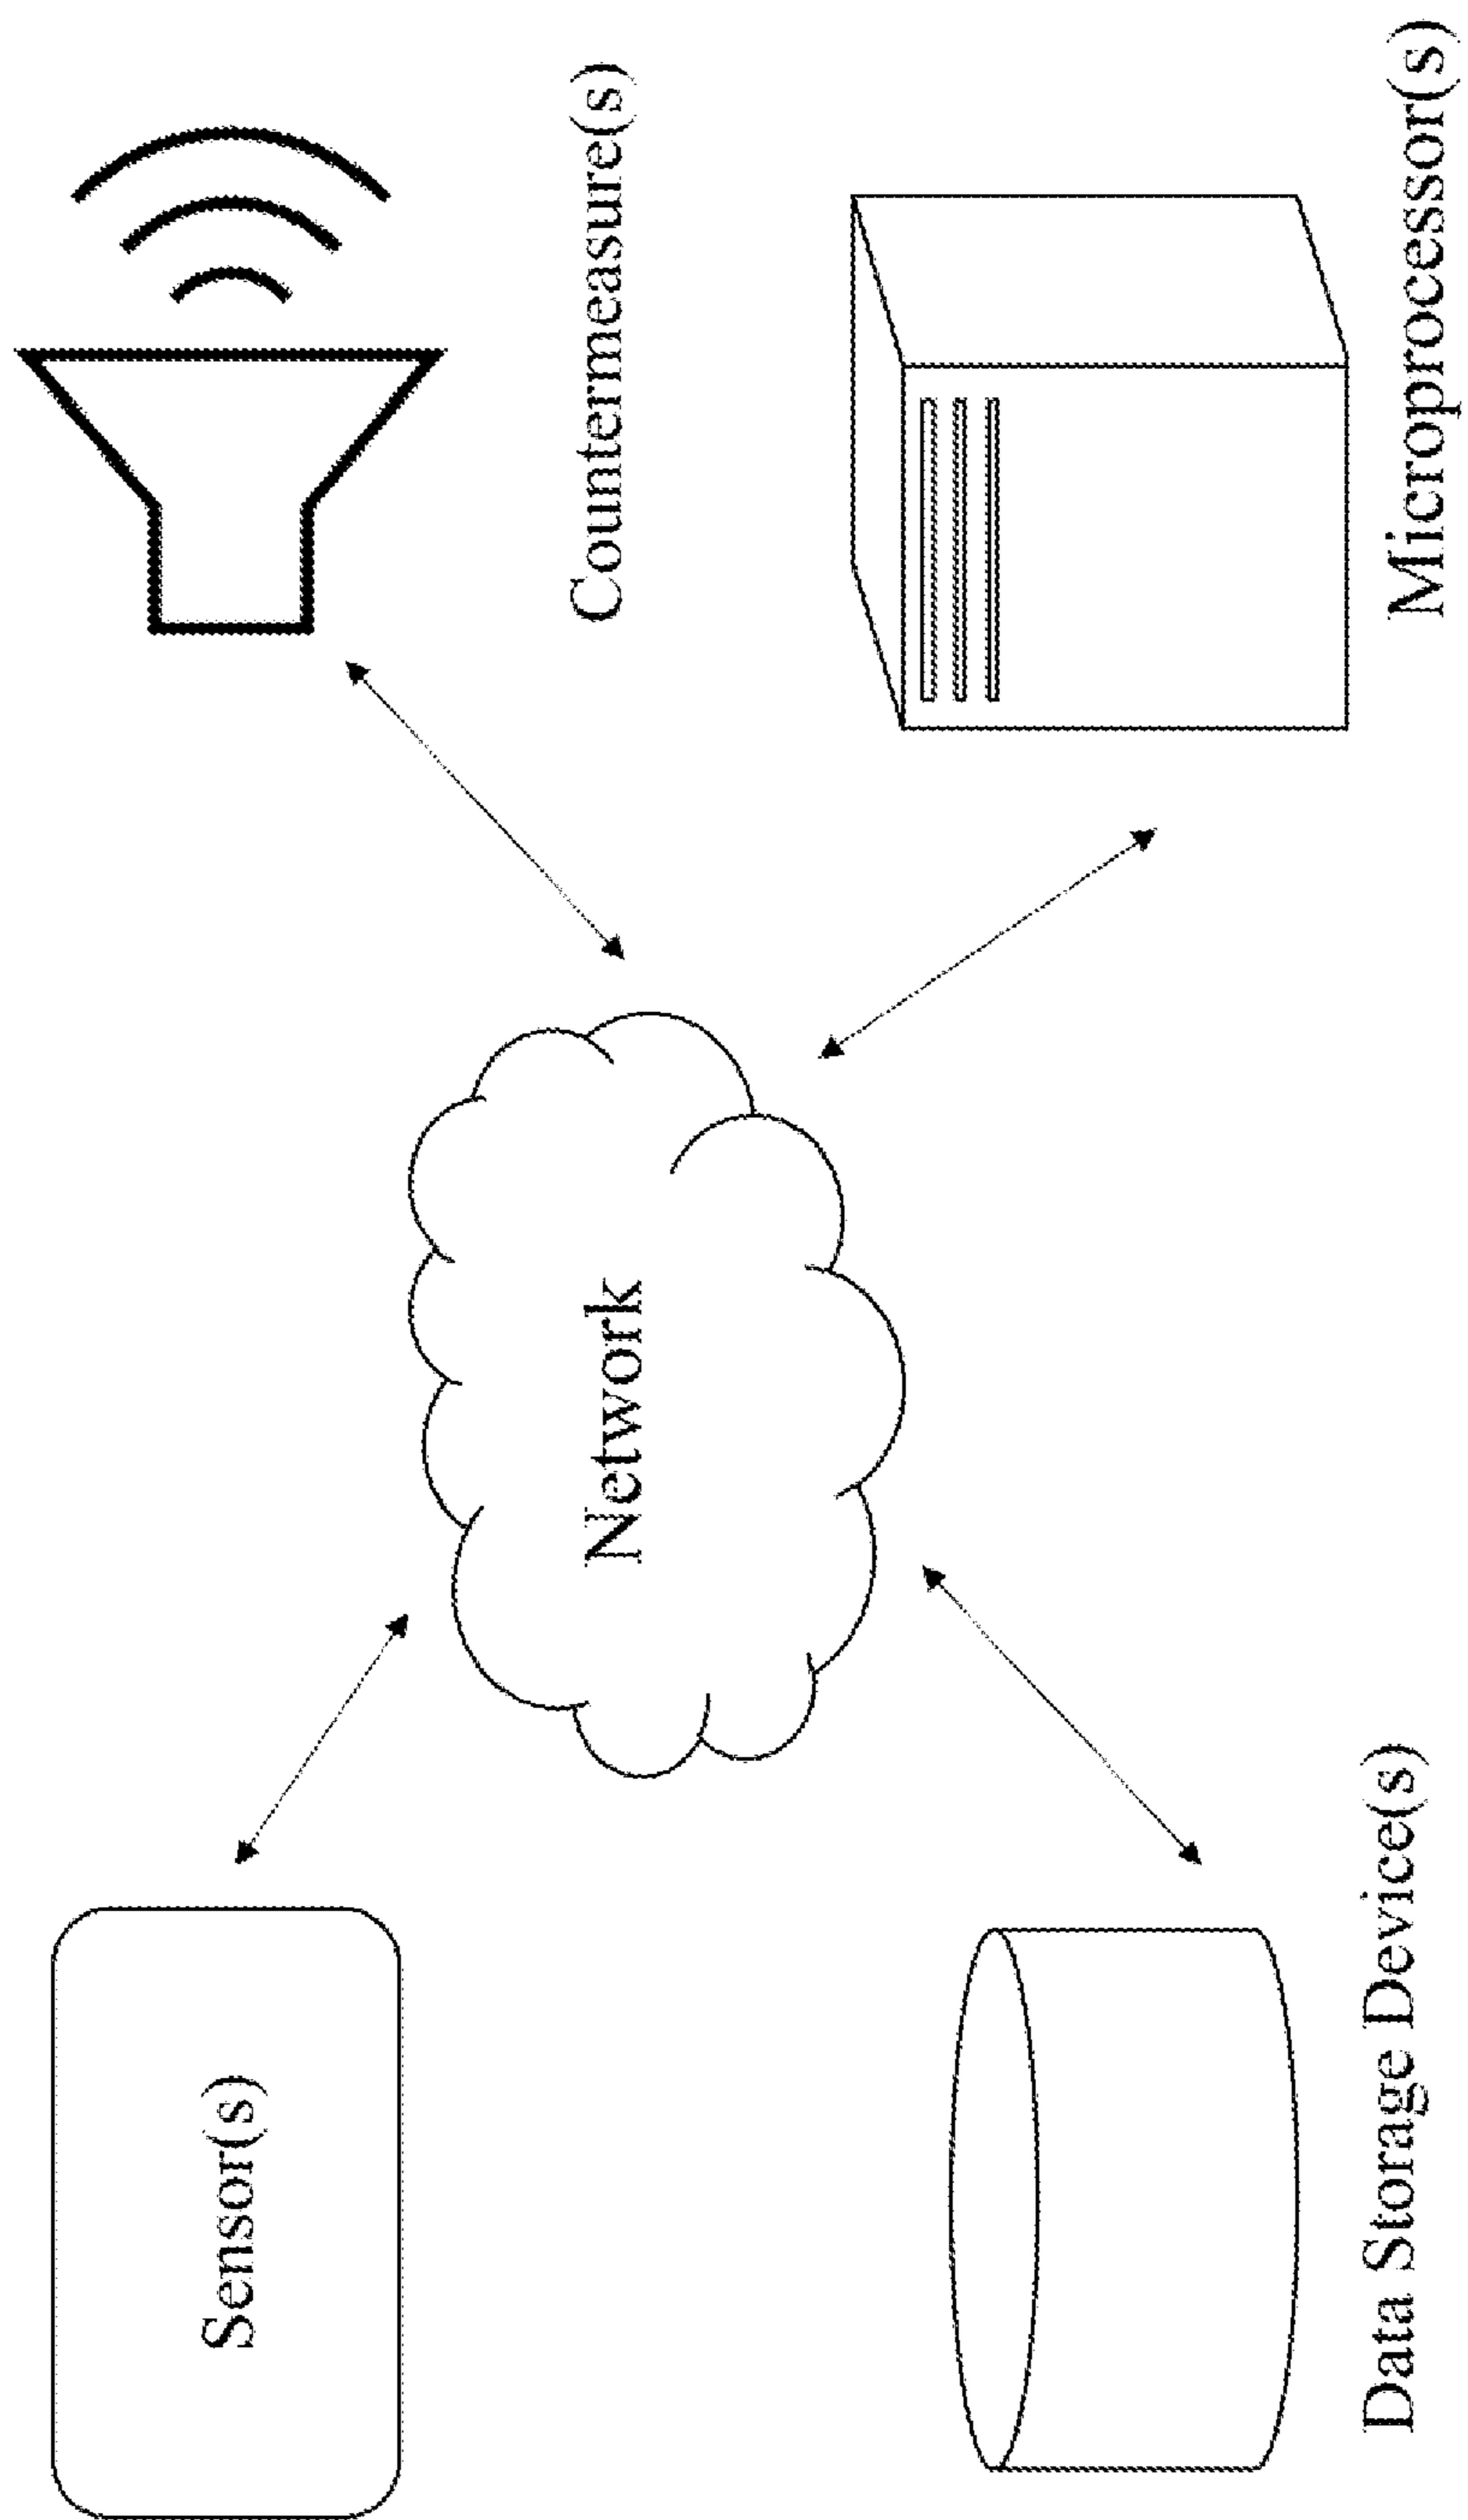 Sensor(s)
Countermeasure(s)
Network
Data Storage Device(s)
Microprocessor(s)